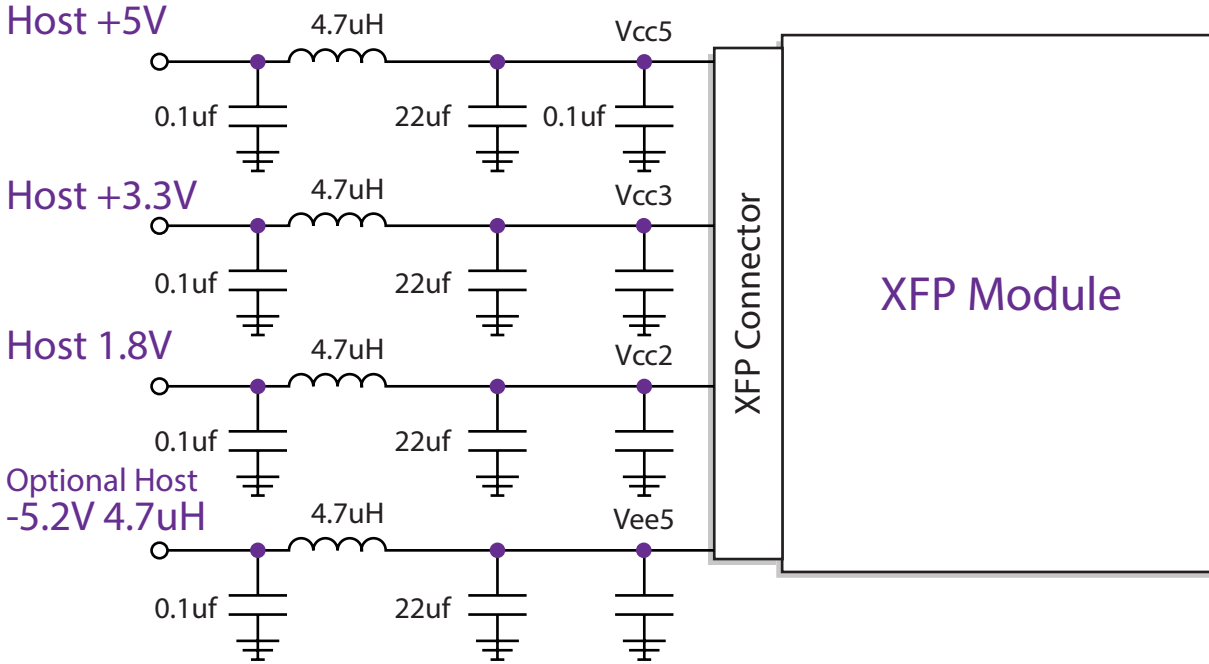 Host +5V
4.7uH
Vcc5
0.1uf
22uf
0.1uf
Host +3.3V
4.7uH
Vcc3
0.1uf
22uf
Host 1.8V
4.7uH
Vcc2
0.1uf
22uf
Optional Host
-5.2V 4.7uH
4.7uH
Vee5
0.1uf
22uf
XFP Connector
XFP Module